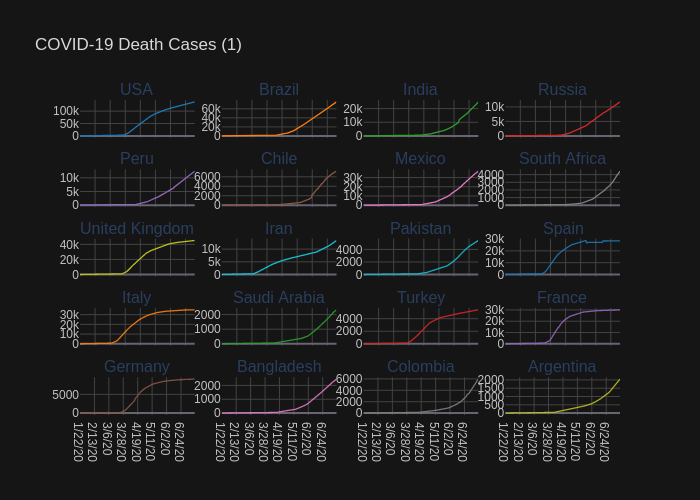 COVID-19 Death Cases (1)
USA Brazil India Russia
100k 50k 0 60k 40k 20k 0 20k 10k 0 10k 5k 0
Peru Chile Mexico South Africa
10k 5k 0 6000 4000 2000 0 30k 20k 10k 0 4000 3000 2000 1000 0
United Kingdom Iran Pakistan Spain
40k 20k 0 10k 5k 0 4000 2000 0 30k 20k 10k 0
Italy Saudi Arabia Turkey France
30k 20k 10k 0 2000 1000 0 4000 2000 0 30k 20k 10k 0
Germany Bangladesh Colombia Argentina
5000 0 2000 1000 0 6000 4000 2000 0 2000 1500 1000 500 0
1/22/20 2/13/20 3/6/20 3/28/20 4/19/20 5/11/20 6/2/20 6/24/20 1/22/20 2/13/20 3/6/20 3/28/20 4/19/20 5/11/20 6/2/20 6/24/20 1/22/20 2/13/20 3/6/20 3/28/20 4/19/20 5/11/20 6/2/20 6/24/20 1/22/20 2/13/20 3/6/20 3/28/20 4/19/20 5/11/20 6/2/20 6/24/20